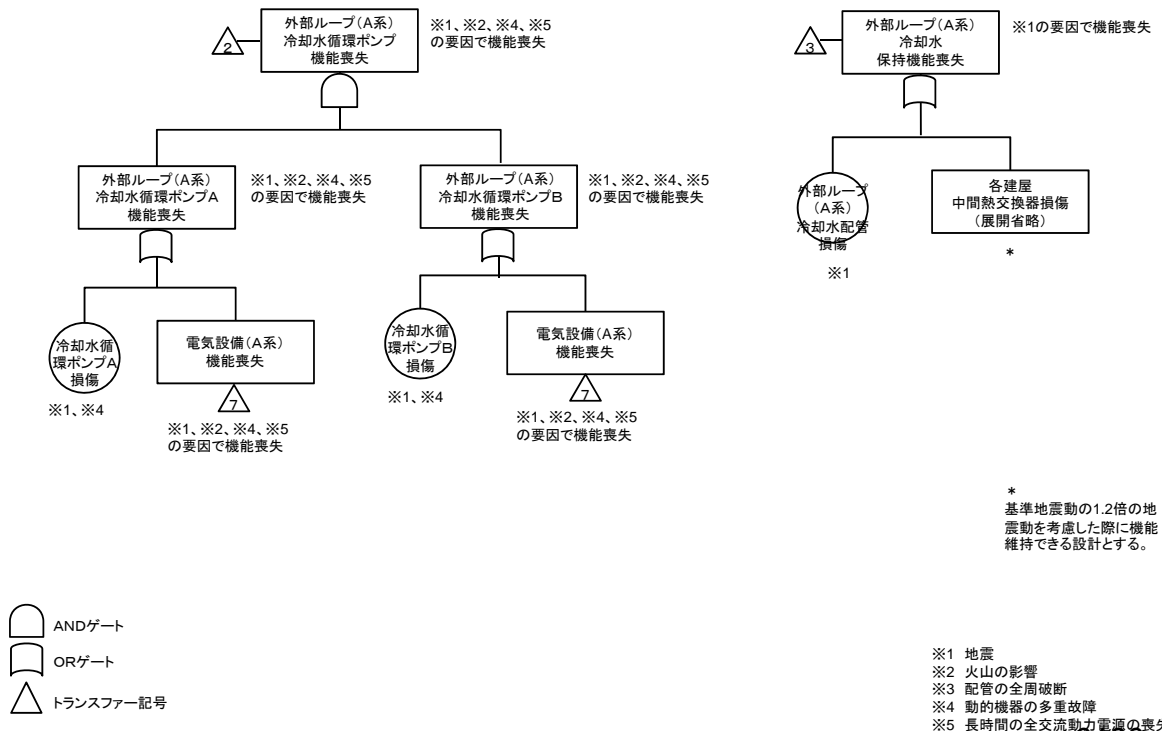 2
外部ループ（A系）
冷却水循環ポンプ
機能喪失
※1、※2、※4、※5
の要因で機能喪失
外部ループ（A系）
冷却水循環ポンプA
機能喪失
※1、※2、※4、※5
の要因で機能喪失
外部ループ（A系）
冷却水循環ポンプB
機能喪失
※1、※2、※4、※5
の要因で機能喪失
冷却水循
環ポンプA
損傷
※1、※4
電気設備（A系）
機能喪失
7
※1、※2、※4、※5
の要因で機能喪失
冷却水循
環ポンプB
損傷
※1、※4
電気設備（A系）
機能喪失
7
※1、※2、※4、※5
の要因で機能喪失
3
外部ループ（A系）
冷却水
保持機能喪失
※1の要因で機能喪失
外部ループ
（A系）
冷却水配管
損傷
※1
各建屋
中間熱交換器損傷
（展開省略）
*
*
基準地震動の1.2倍の地
震動を考慮した際に機能
維持できる設計とする。
ANDゲート
ORゲート
トランスファー記号
※1 地震
※2 火山の影響
※3 配管の全周破断
※4 動的機器の多重故障
※5 長時間の全交流動力電源の喪失